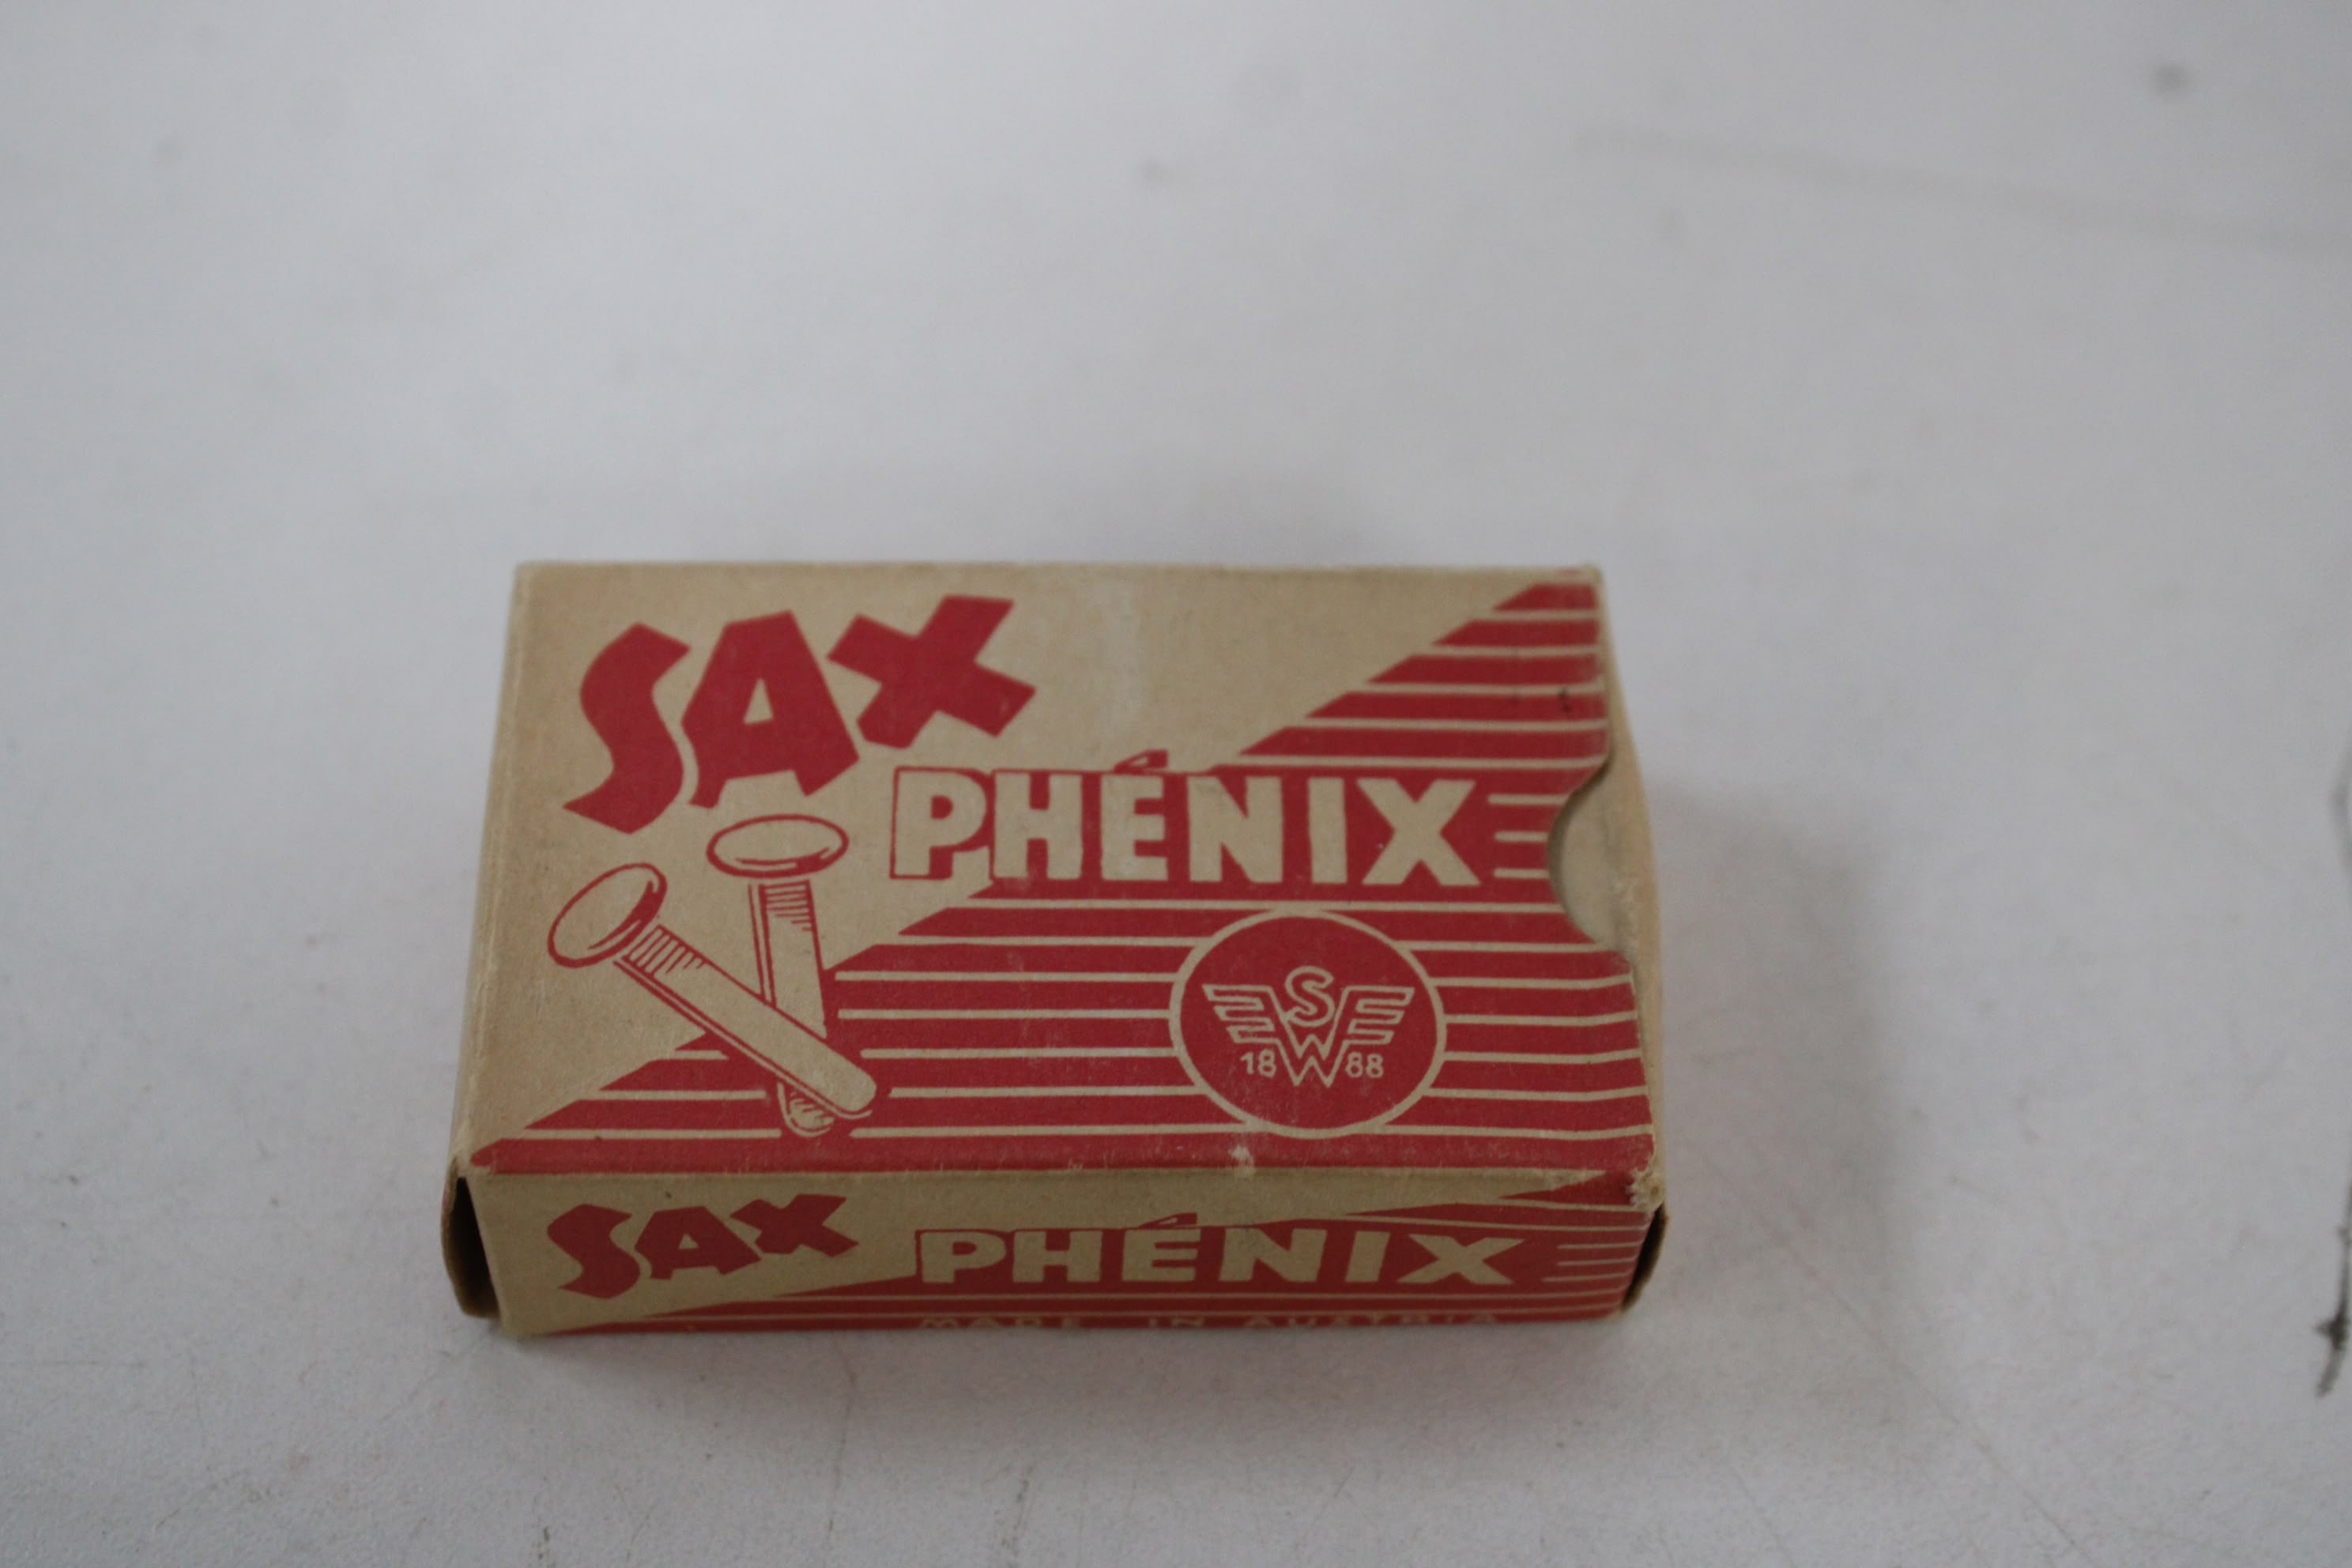 SAX
PHÉNIX
S
W
18 88
SAX PHÉNIX
MADE IN AUSTRIA